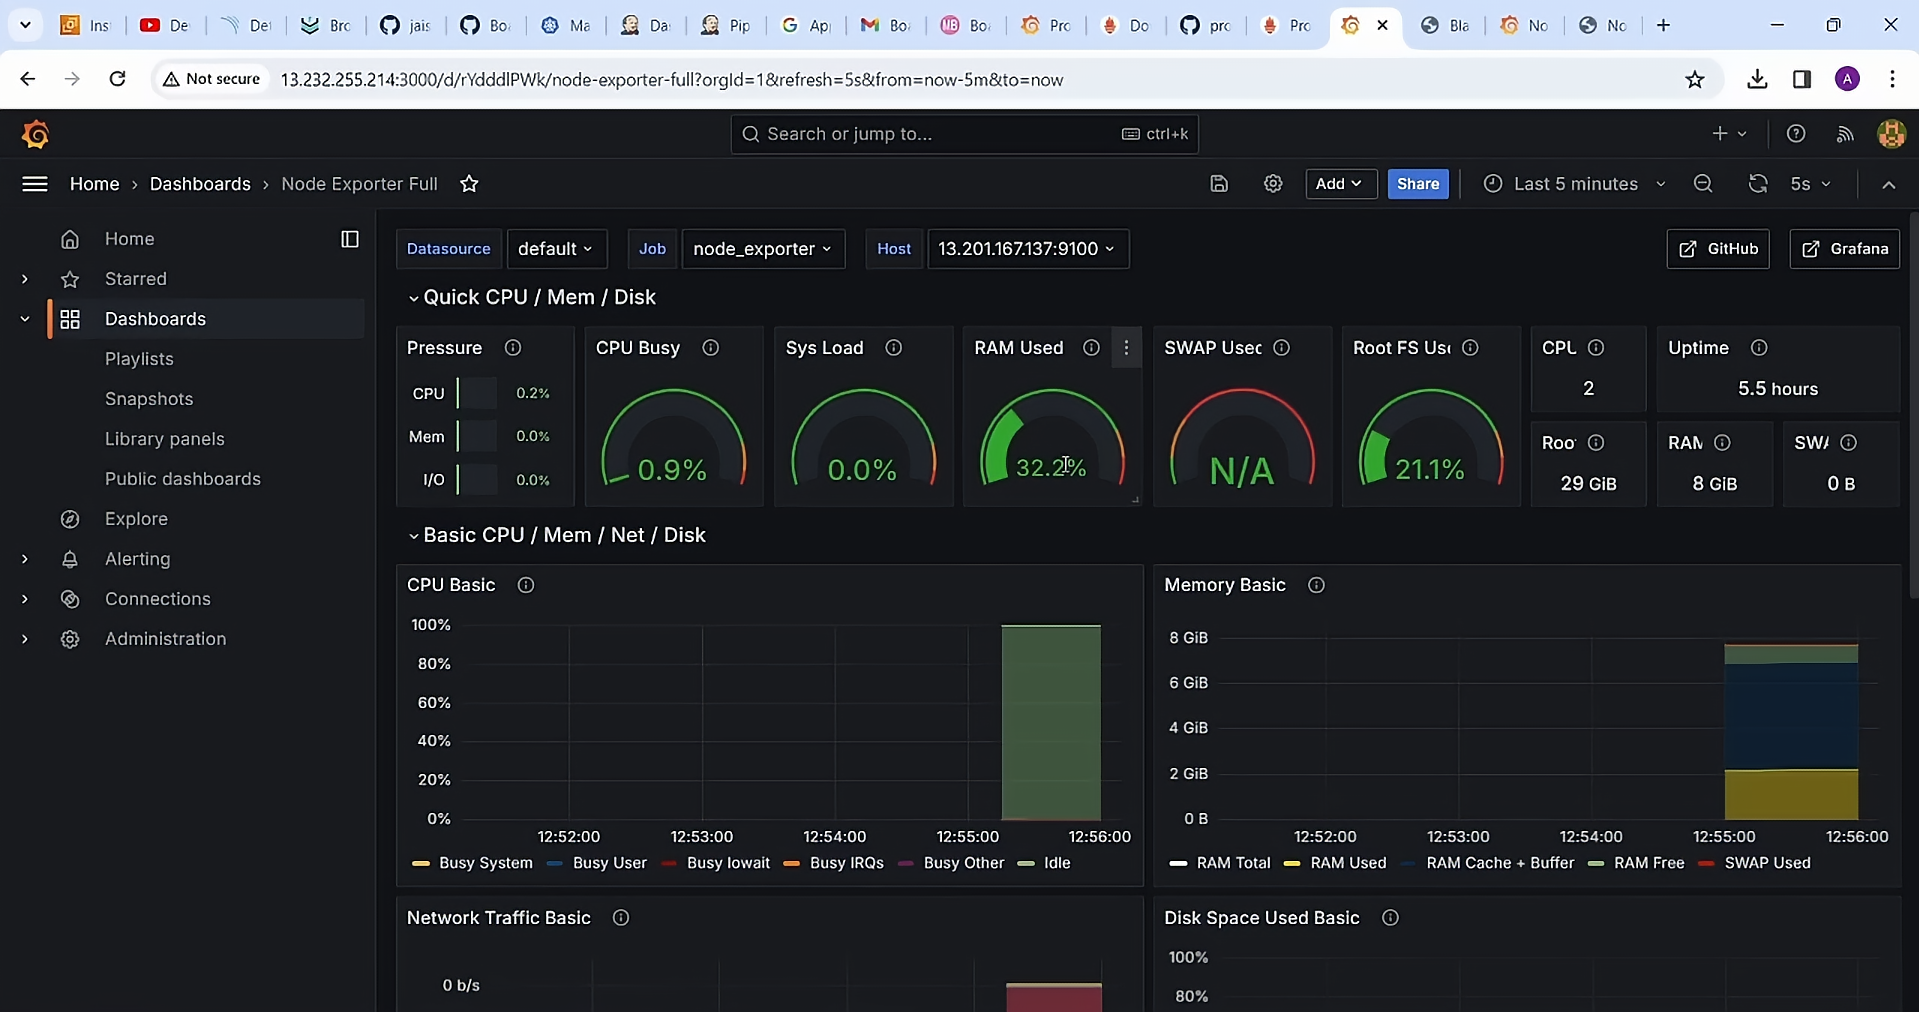 Ins
De
Det
Bro
jais
Bo
Ma
Da
Pip
App
Bo
Bo
Pro
Do
pro
Pro
Bla
No
No
Not secure
13.232.255.214:3000/d/rYdddlPWk/node-exporter-full?orgId=1&refresh=5s&from=now-5m&to=now
A
Search or jump to...
ctrl+k
Home › Dashboards › Node Exporter Full
Add
Share
Last 5 minutes
5s
Home
Starred
Dashboards
Playlists
Snapshots
Library panels
Public dashboards
Explore
Alerting
Connections
Administration
Datasource default
Job node_exporter
Host 13.201.167.137:9100
GitHub
Grafana
Quick CPU / Mem / Disk
Pressure
CPU 0.2%
Mem 0.0%
I/O 0.0%
CPU Busy
0.9%
Sys Load
0.0%
RAM Used
32.2%
SWAP Used
N/A
Root FS Us
21.1%
CPU
2
Uptime
5.5 hours
Roo
29 GiB
RAM
8 GiB
SWA
0 B
Basic CPU / Mem / Net / Disk
CPU Basic
100%
80%
60%
40%
20%
0%
12:52:00 12:53:00 12:54:00 12:55:00 12:56:00
Busy System Busy User Busy Iowait Busy IRQs Busy Other Idle
Memory Basic
8 GiB
6 GiB
4 GiB
2 GiB
0 B
12:52:00 12:53:00 12:54:00 12:55:00 12:56:00
RAM Total RAM Used RAM Cache + Buffer RAM Free SWAP Used
Network Traffic Basic
0 b/s
Disk Space Used Basic
100%
80%